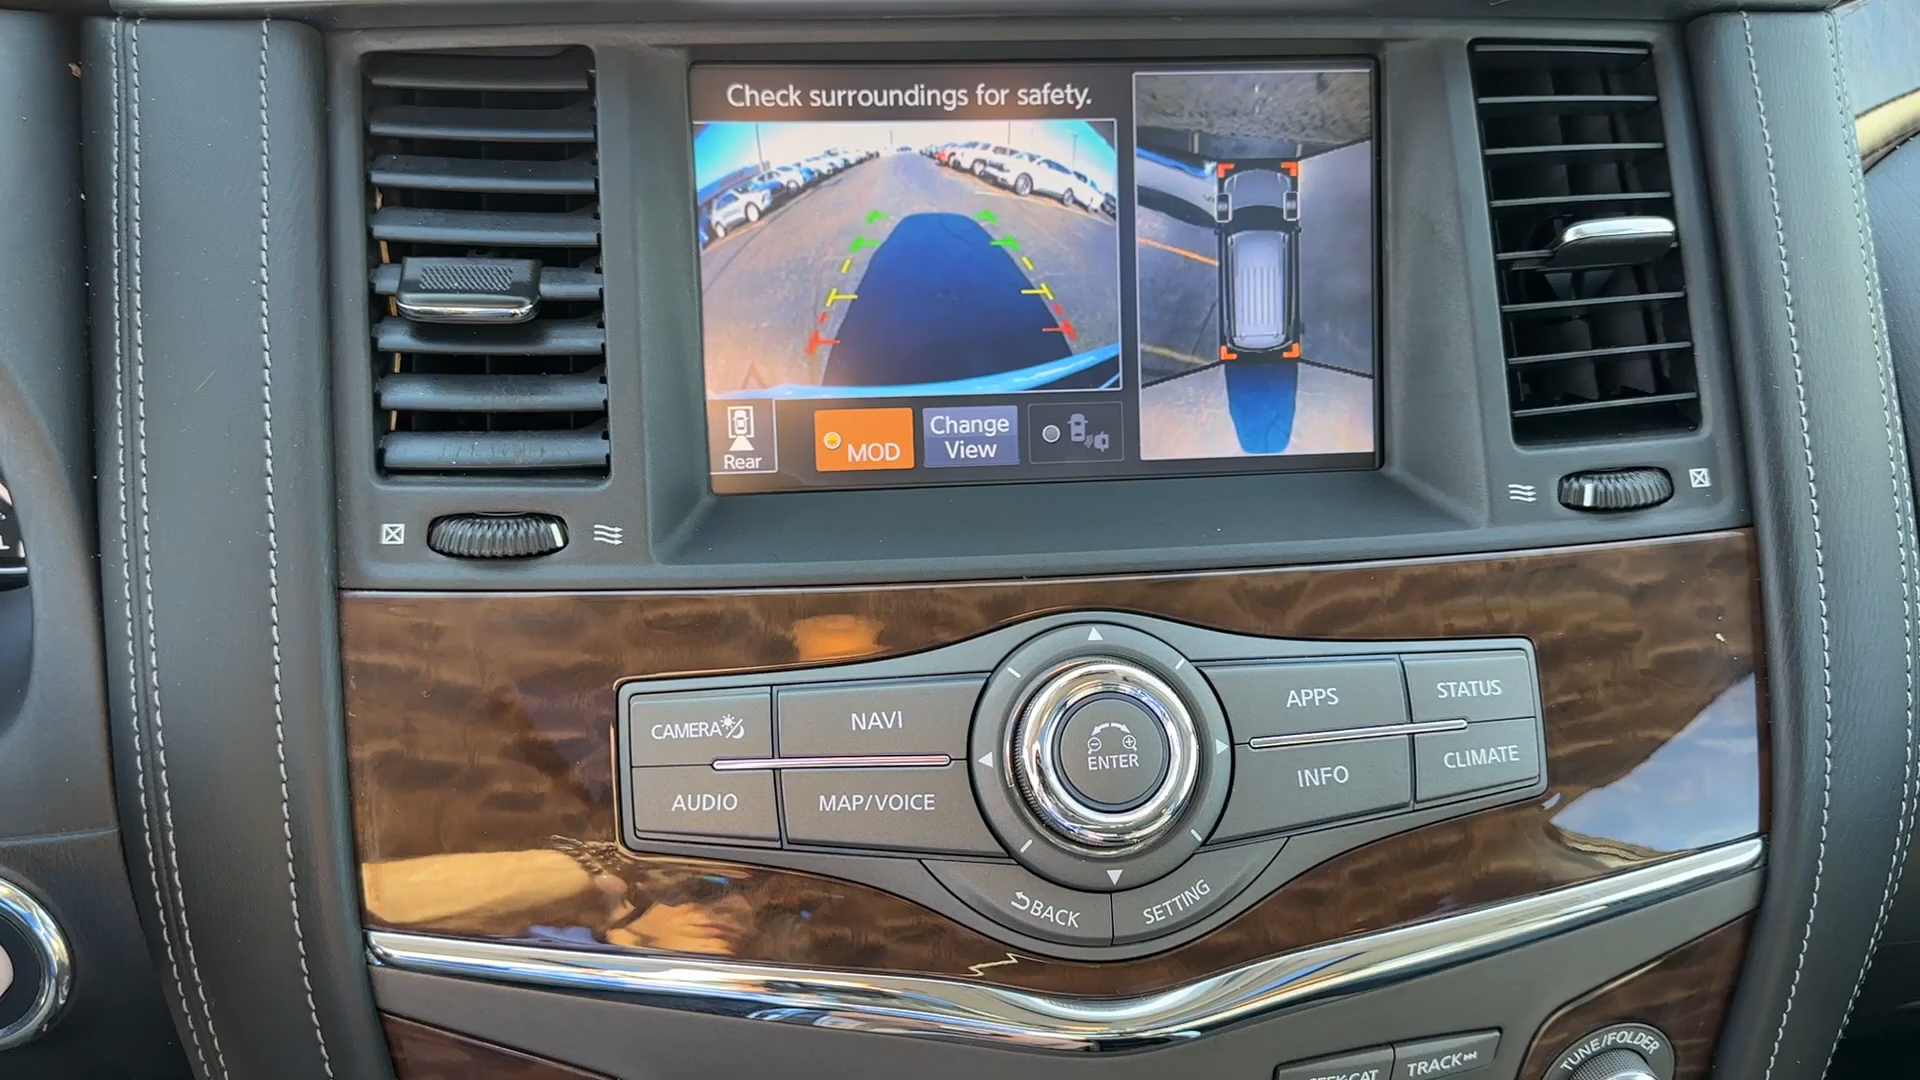 Check surroundings for safety.
Rear
MOD
Change
View
CAMERA
NAVI
AUDIO
MAP/VOICE
ENTER
APPS
STATUS
INFO
CLIMATE
BACK
SETTING
TRACK
TUNE/FOLDER